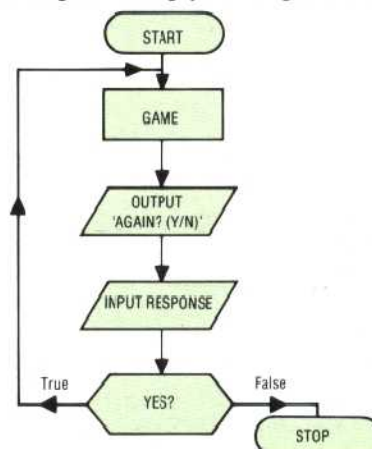 START
GAME
OUTPUT
'AGAIN? (Y/N)'
INPUT RESPONSE
True
YES?
False
STOP